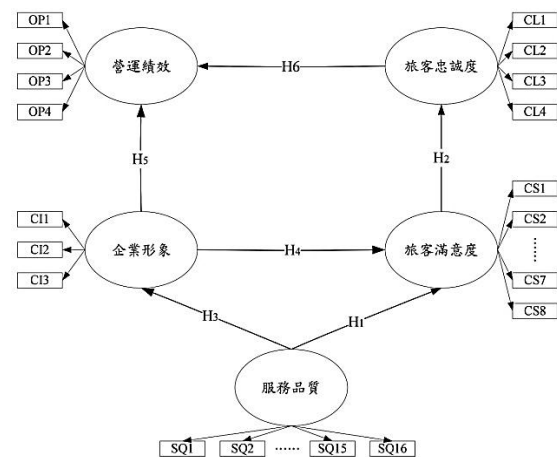 OP1
OP2
OP3
OP4
營運績效
H6
旅客忠誠度
CL1
CL2
CL3
CL4
H5
H2
CI1
CI2
CI3
企業形象
H4
旅客滿意度
CS1
CS2
……
CS7
CS8
H3
H1
服務品質
SQ1 SQ2 …… SQ15 SQ16